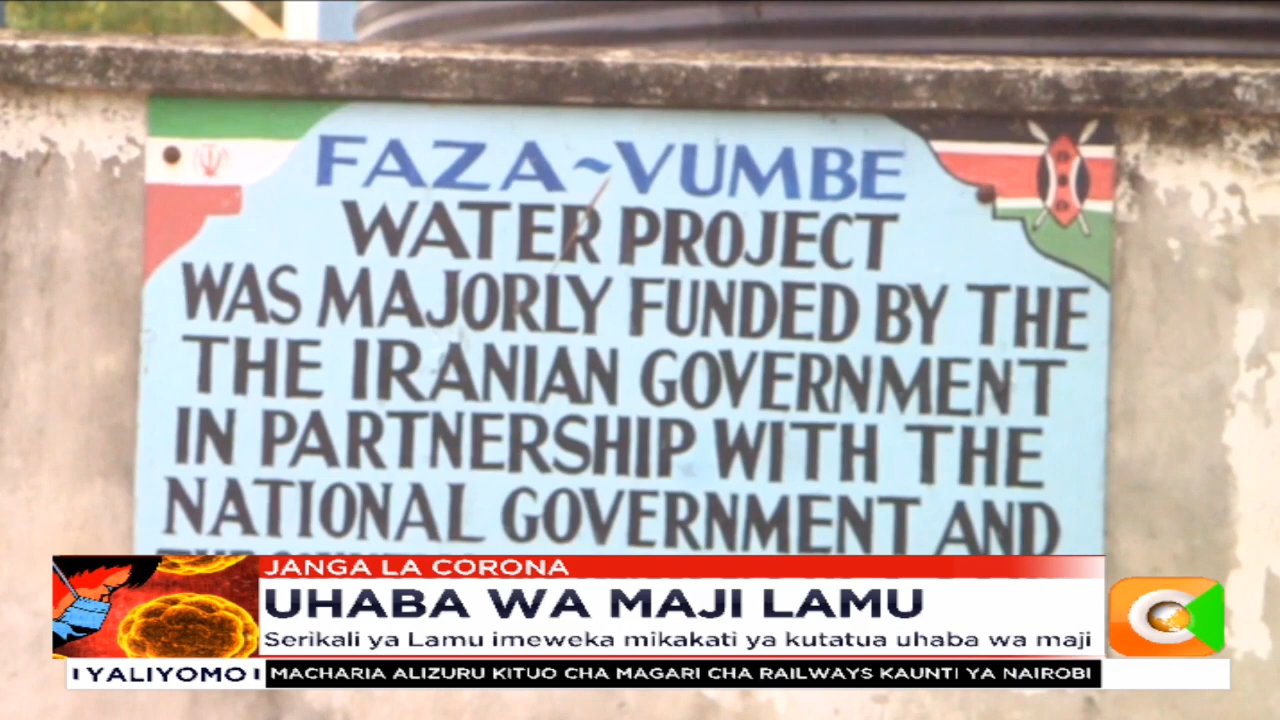 FAZA~VUMBE
WATER PROJECT
WAS MAJORLY FUNDED BY THE
THE IRANIAN GOVERNMENT
IN PARTNERSHIP WITH THE
NATIONAL GOVERNMENT AND
JANGA LA CORONA
UHABA WA MAJI LAMU
Serikali ya Lamu imeweka mikakati ya kutatua uhaba wa maji
YALIYOMO
MACHARIA ALIZURU KITUO CHA MAGARI CHA RAILWAYS KAUNTI YA NAIROBI